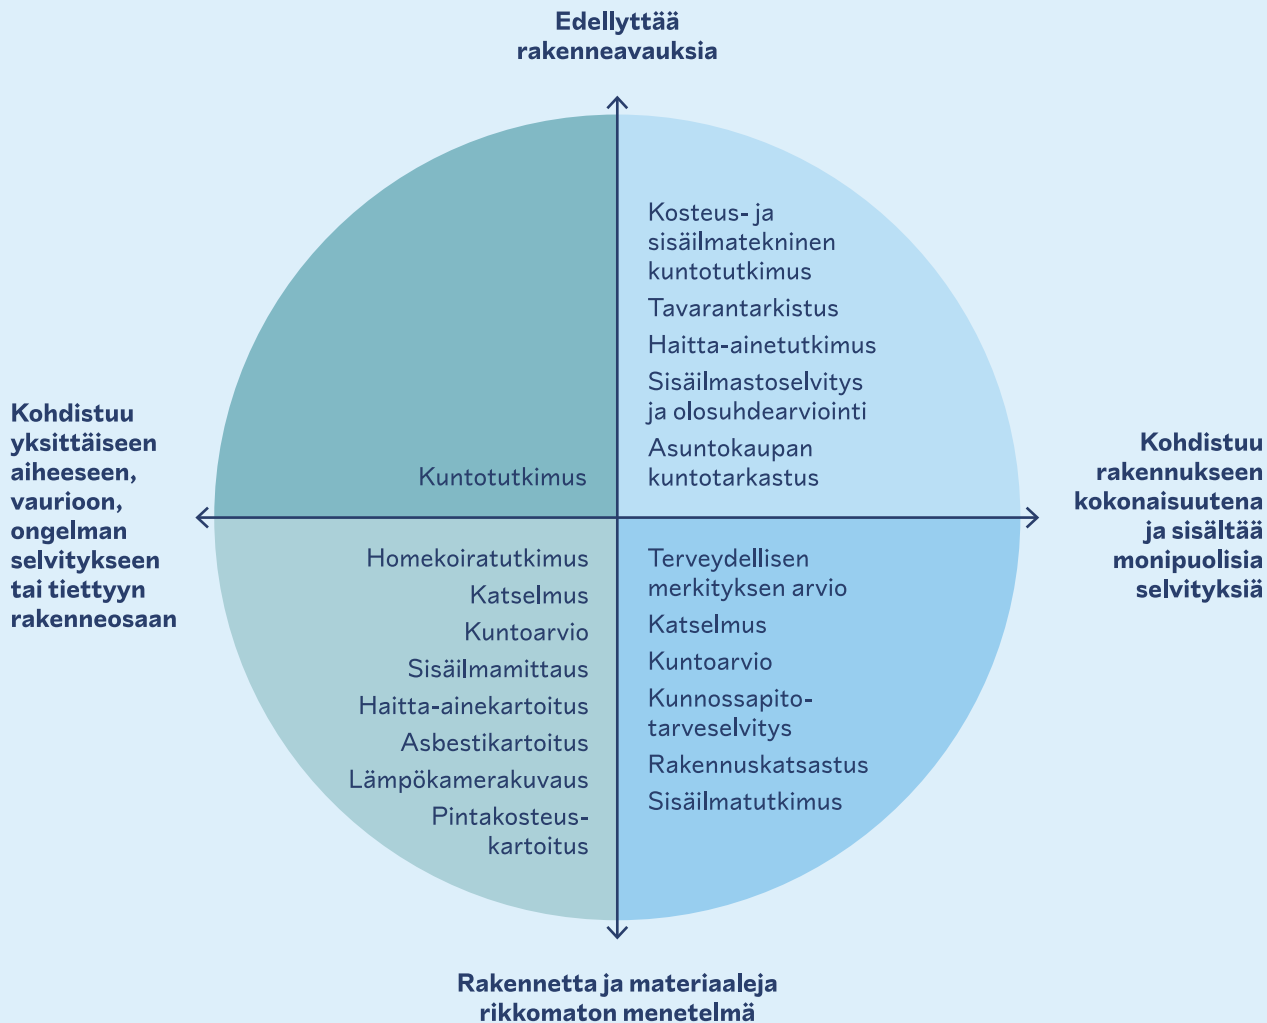 Edellyttää
rakenneavauksia
Kosteus- ja
sisäilmatekninen
kuntotutkimus
Tavarantarkistus
Haitta-ainetutkimus
Sisäilmastoselvitys
ja olosuhdearviointi
Asuntokaupan
kuntotarkastus
Kuntotutkimus
Kohdistuu
yksittäiseen
aiheeseen,
vaurioon,
ongelman
selvitykseen
tai tiettyyn
rakenneosaan
Kohdistuu
rakennukseen
kokonaisuutena
ja sisältää
monipuolisia
selvityksiä
Homekoiratutkimus
Katselmus
Kuntoarvio
Sisäilmamittaus
Haitta-ainekartoitus
Asbestikartoitus
Lämpökamerakuvaus
Pintakosteus-
kartoitus
Terveydellisen
merkityksen arvio
Katselmus
Kuntoarvio
Kunnossapito-
tarveselvitys
Rakennuskatsastus
Sisäilmatutkimus
Rakennetta ja materiaaleja
rikkomaton menetelmä